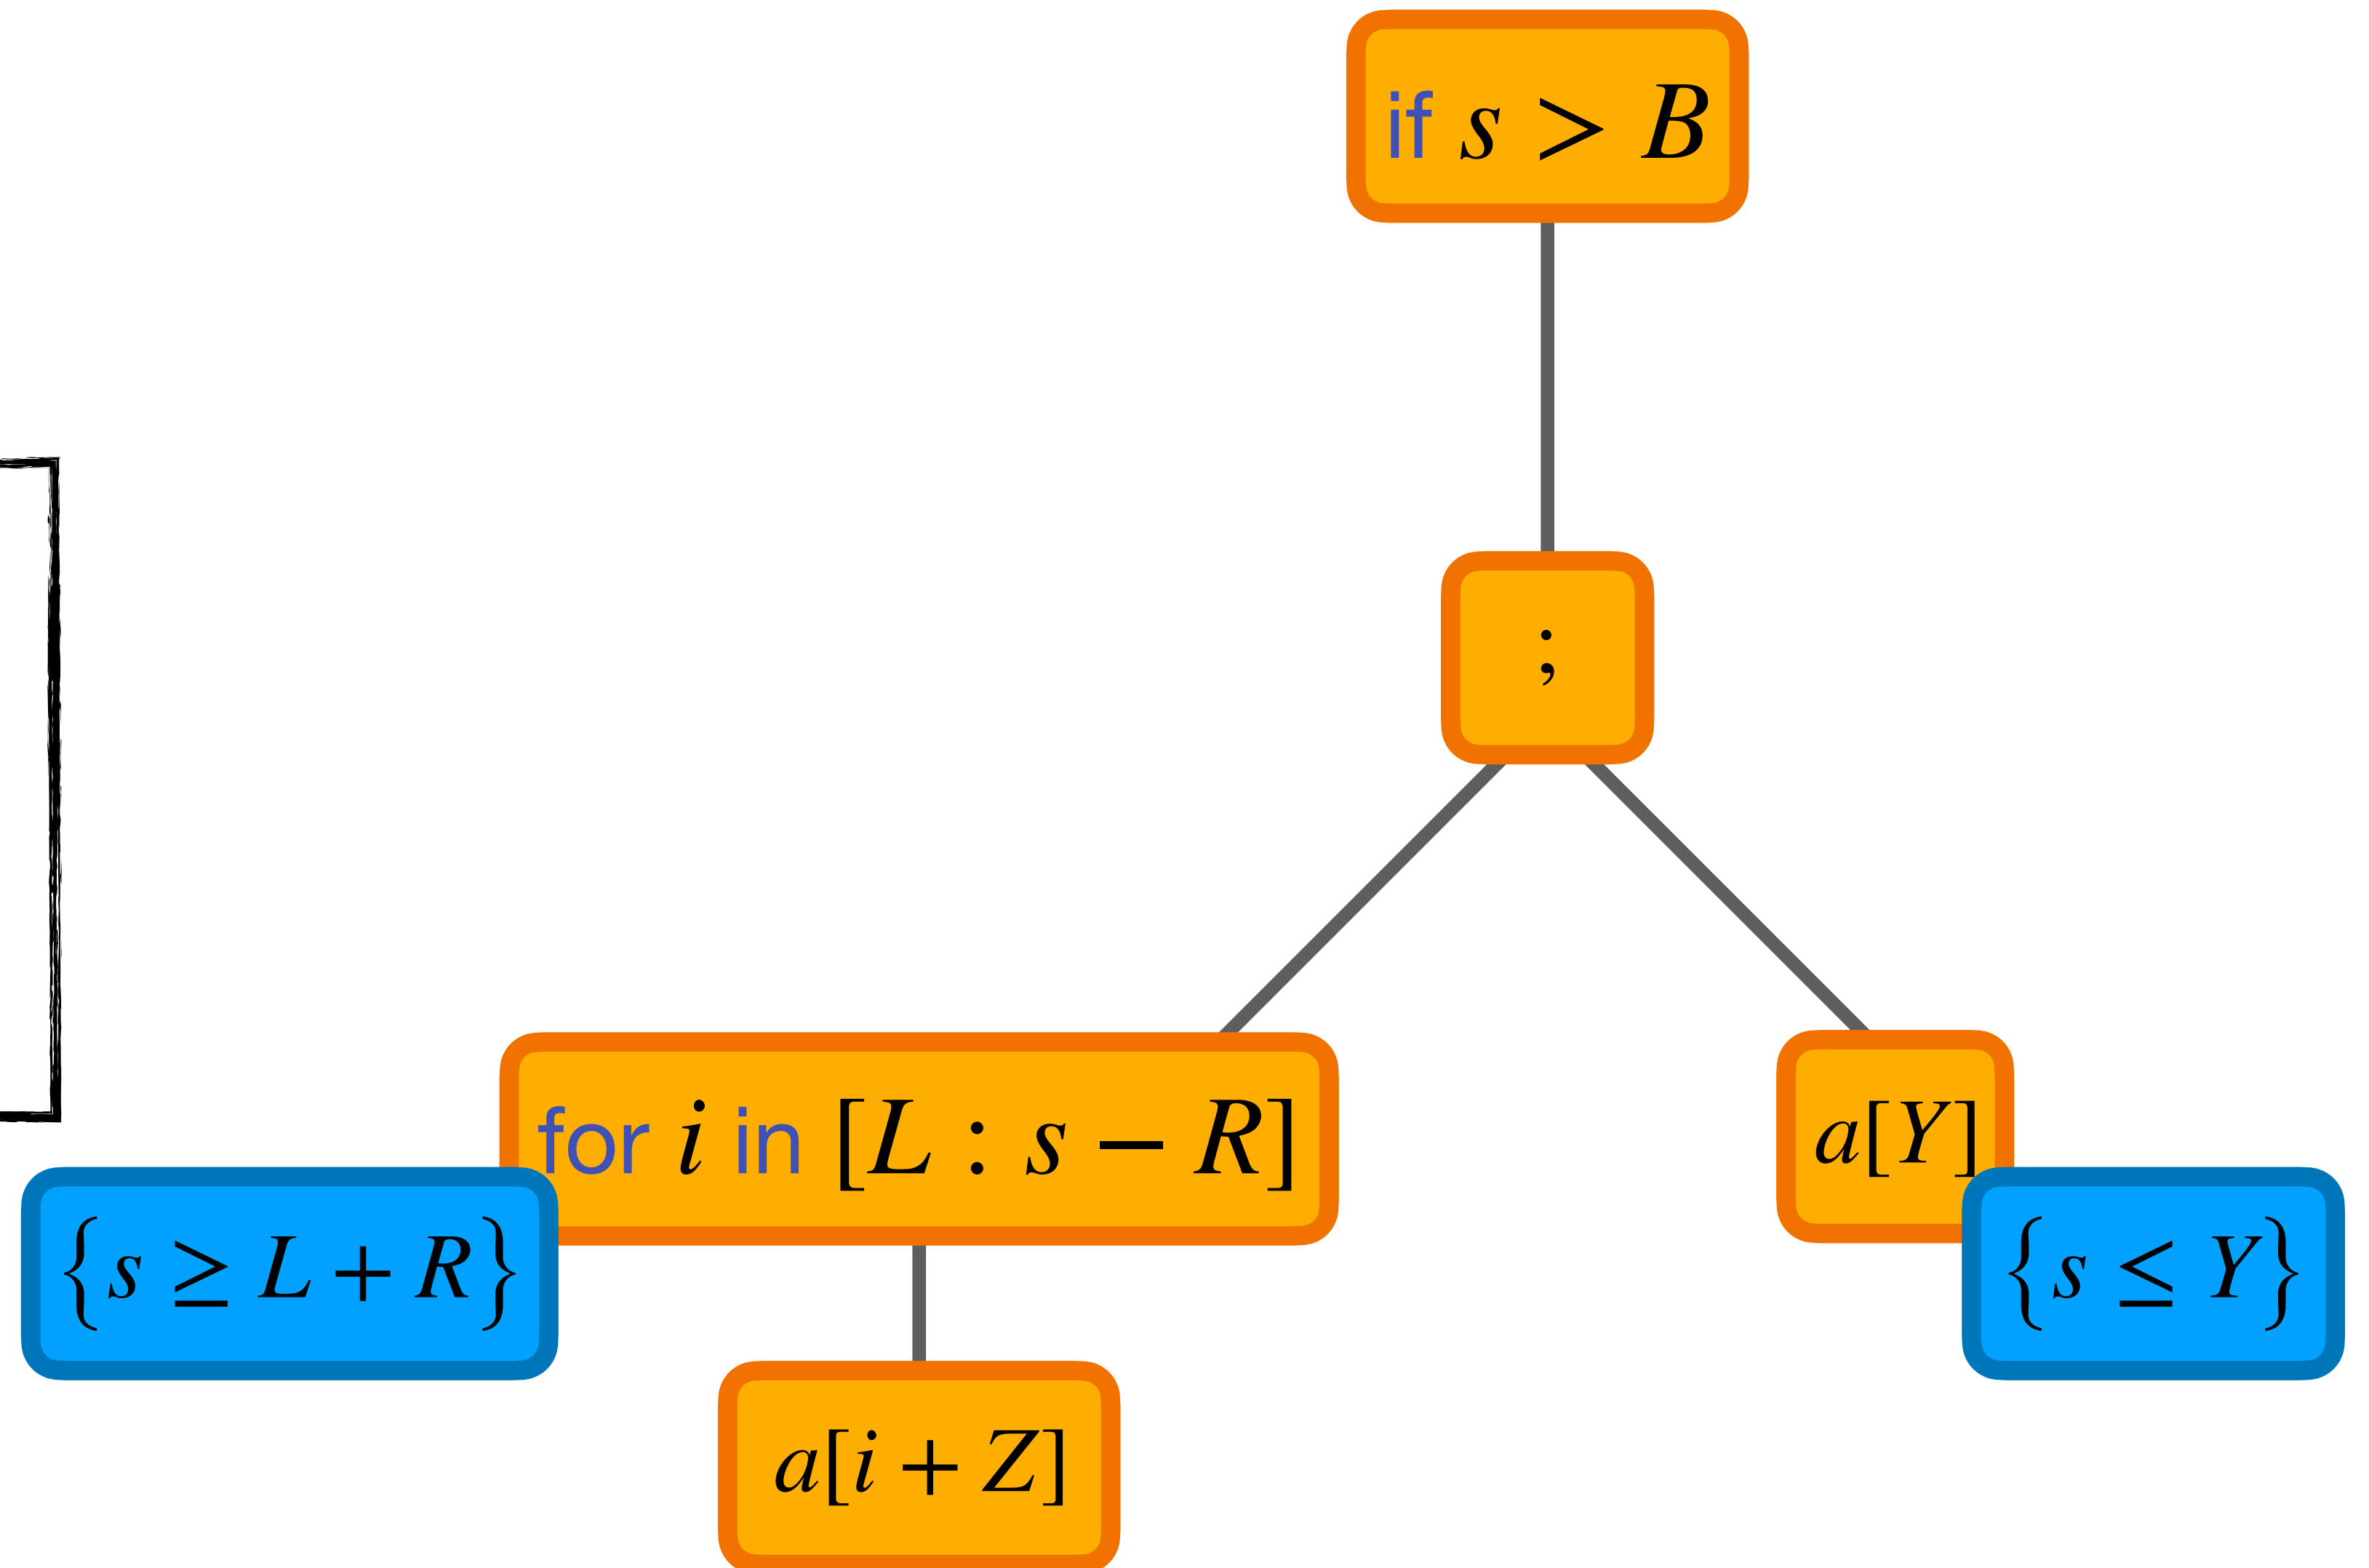 if s > B
;
for i in [L : s − R]
a[Y]
{s ≥ L + R}
{s ≤ Y}
a[i + Z]